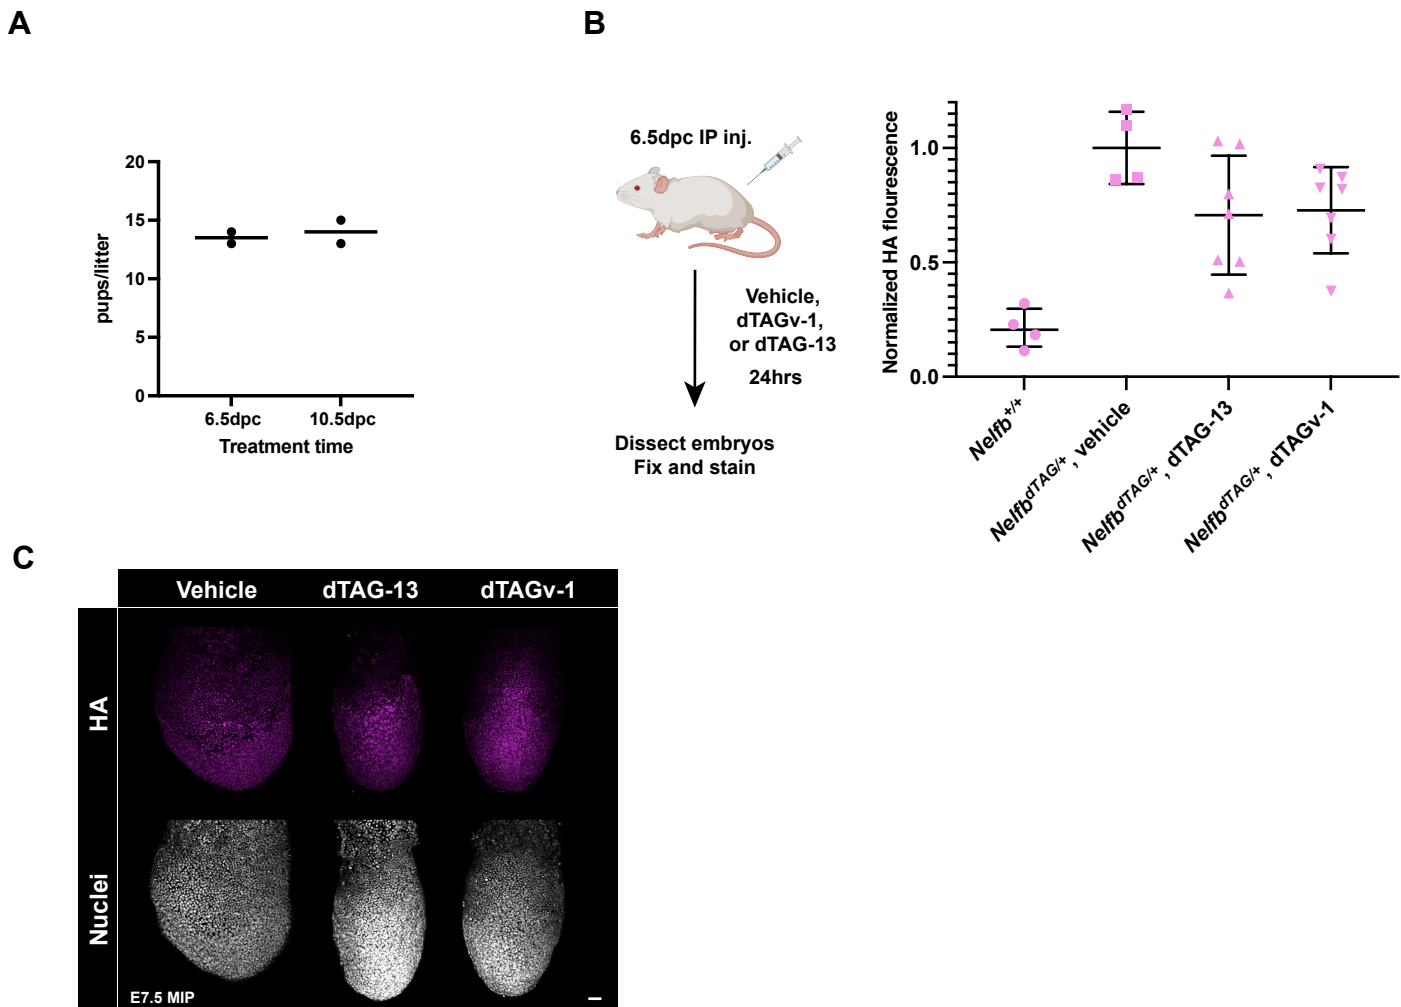 A
B
20
15
10
5
0
pups/litter
6.5dpc
10.5dpc
Treatment time
6.5dpc IP inj.
Vehicle,
dTAGv-1,
or dTAG-13
24hrs
Dissect embryos
Fix and stain
Normalized HA flourescence
1.0
0.5
0.0
Nelfb+/+
NelfbdTAG/+, vehicle
NelfbdTAG/+, dTAG-13
NelfbdTAG/+, dTAGv-1
C
Vehicle
dTAG-13
dTAGv-1
HA
Nuclei
E7.5 MIP